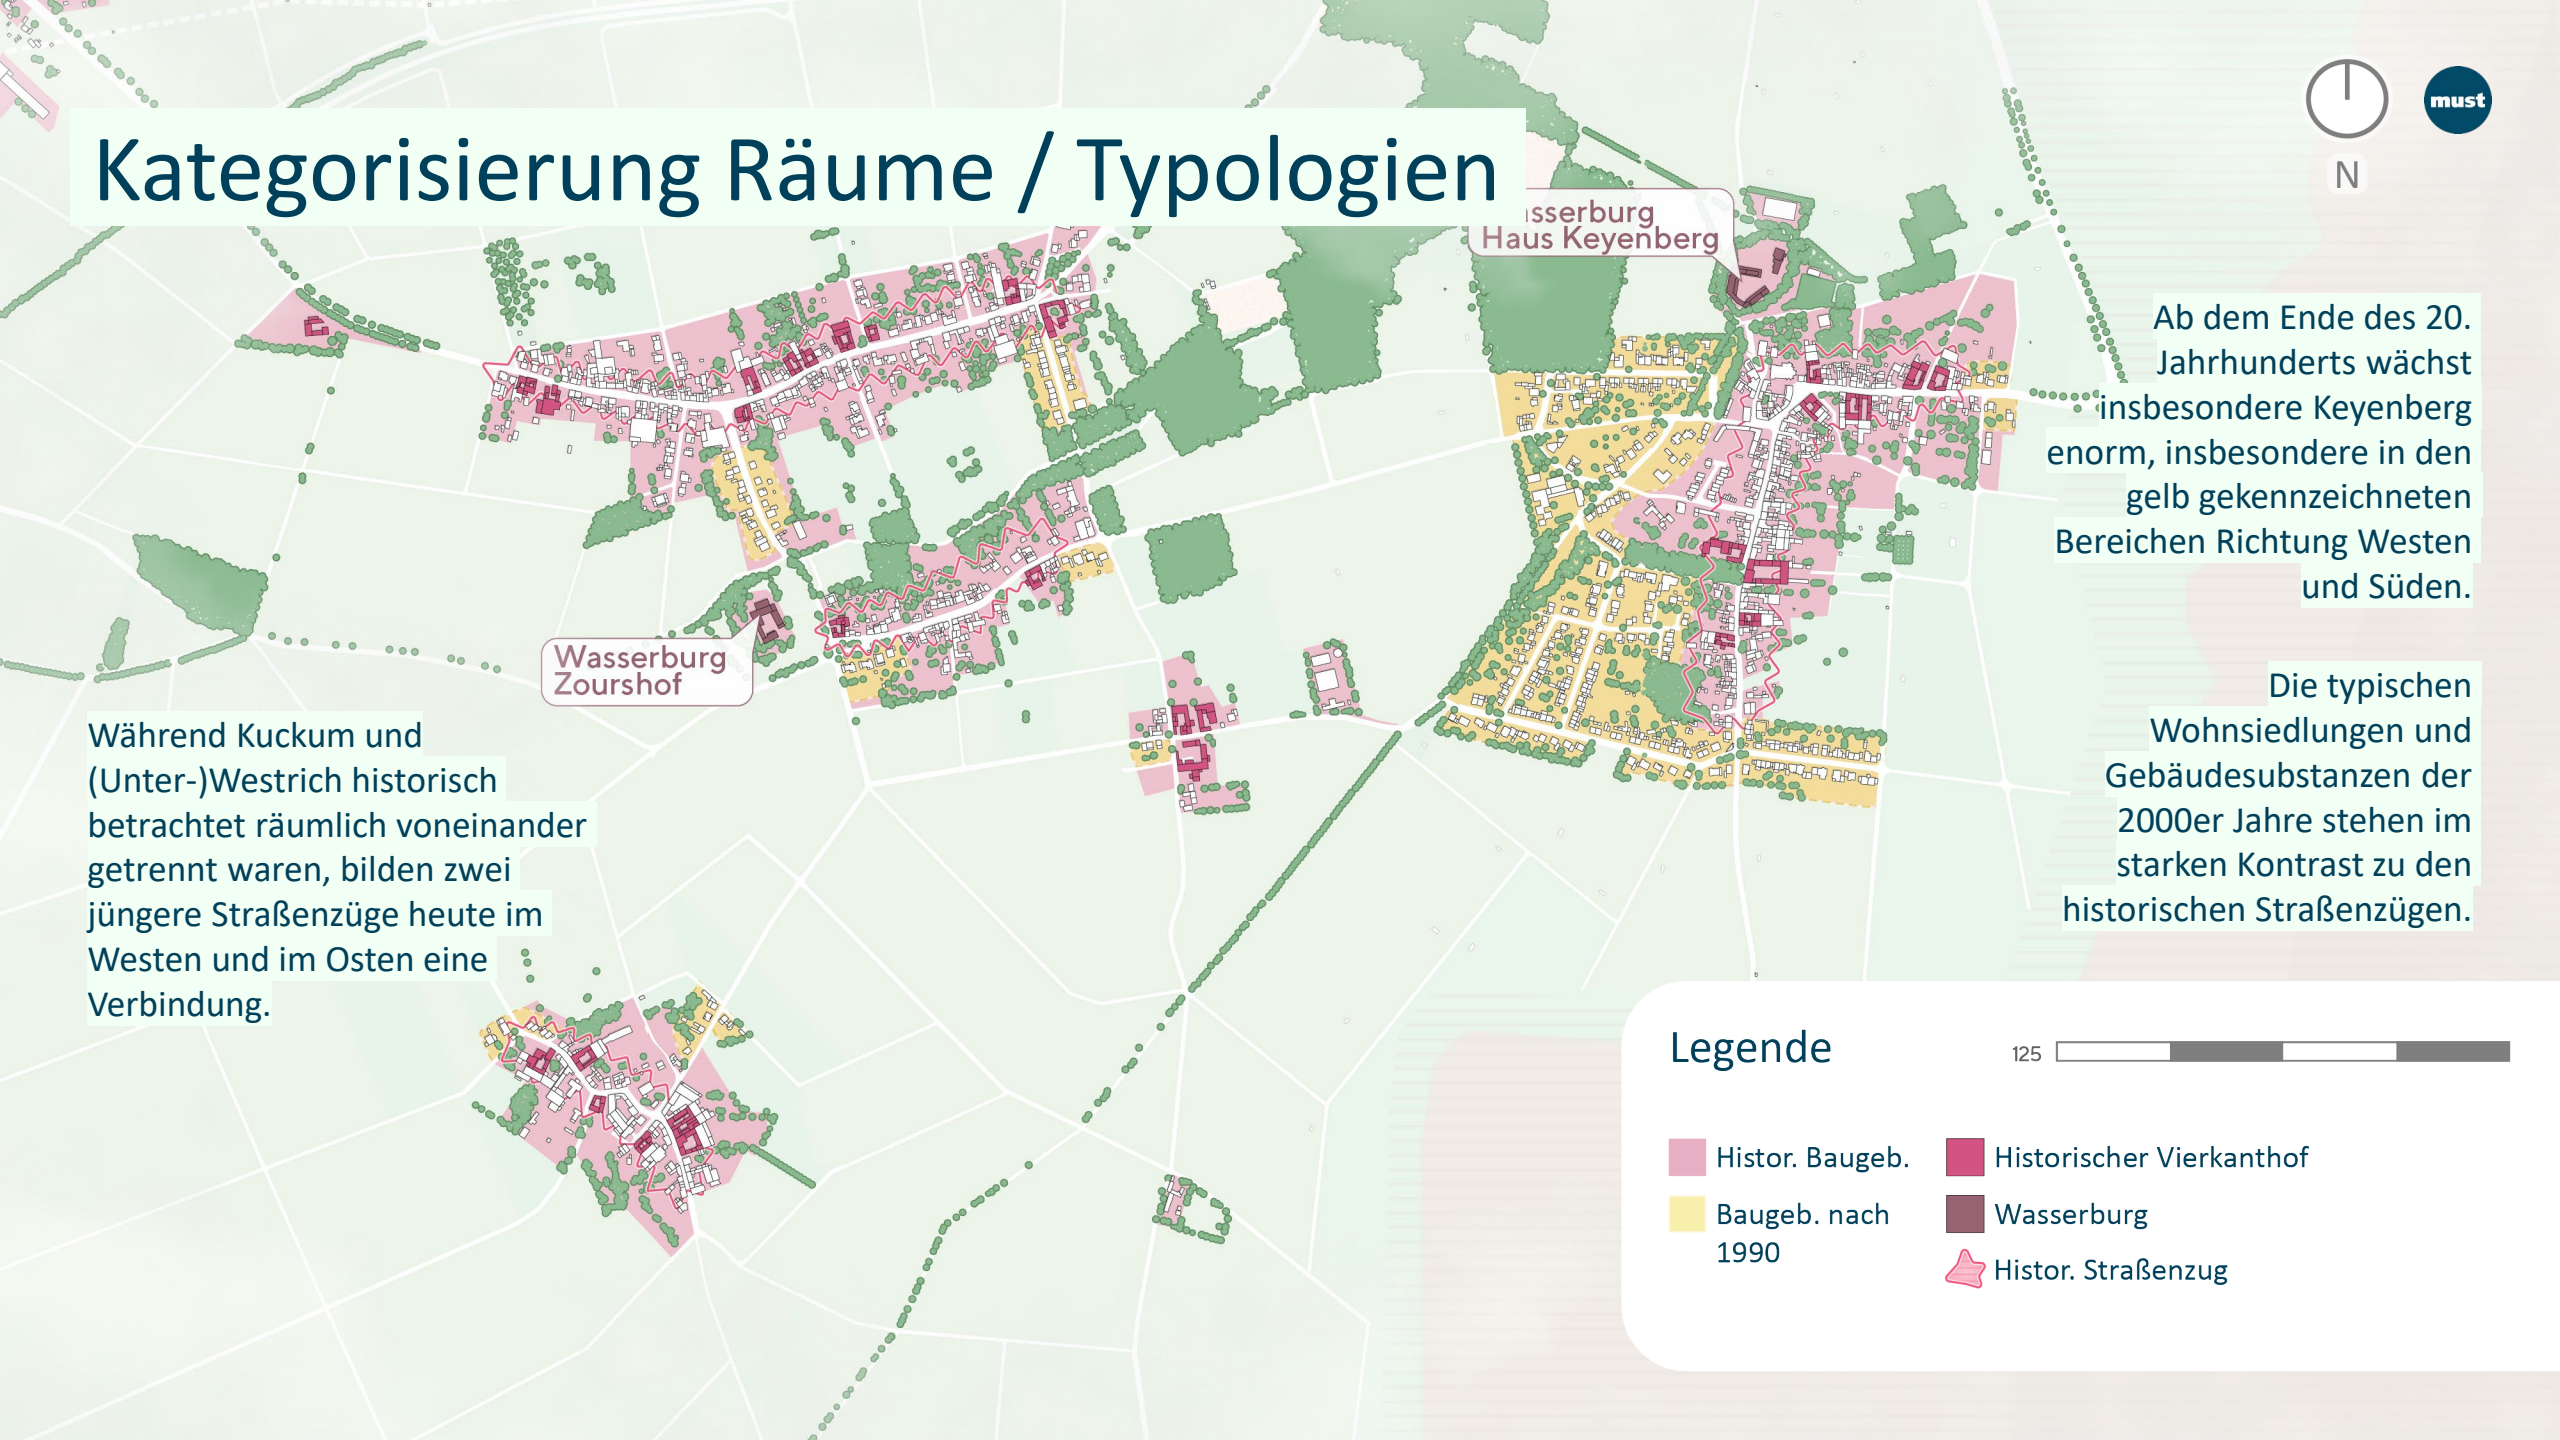 Kategorisierung Räume / Typologien
must
N
Haus Keyenberg
Ab dem Ende des 20.
Jahrhunderts wächst
insbesondere Keyenberg
enorm, insbesondere in den
gelb gekennzeichneten
Bereichen Richtung Westen
und Süden.
Wasserburg
Zourshof
Die typischen
Wohnsiedlungen und
Gebäudesubstanzen der
2000er Jahre stehen im
starken Kontrast zu den
historischen Straßenzügen.
Während Kuckum und
(Unter-)Westrich historisch
betrachtet räumlich voneinander
getrennt waren, bilden zwei
jüngere Straßenzüge heute im
Westen und im Osten eine
Verbindung.
Legende
125
Histor. Baugeb.
Baugeb. nach
1990
Historischer Vierkanthof
Wasserburg
Histor. Straßenzug